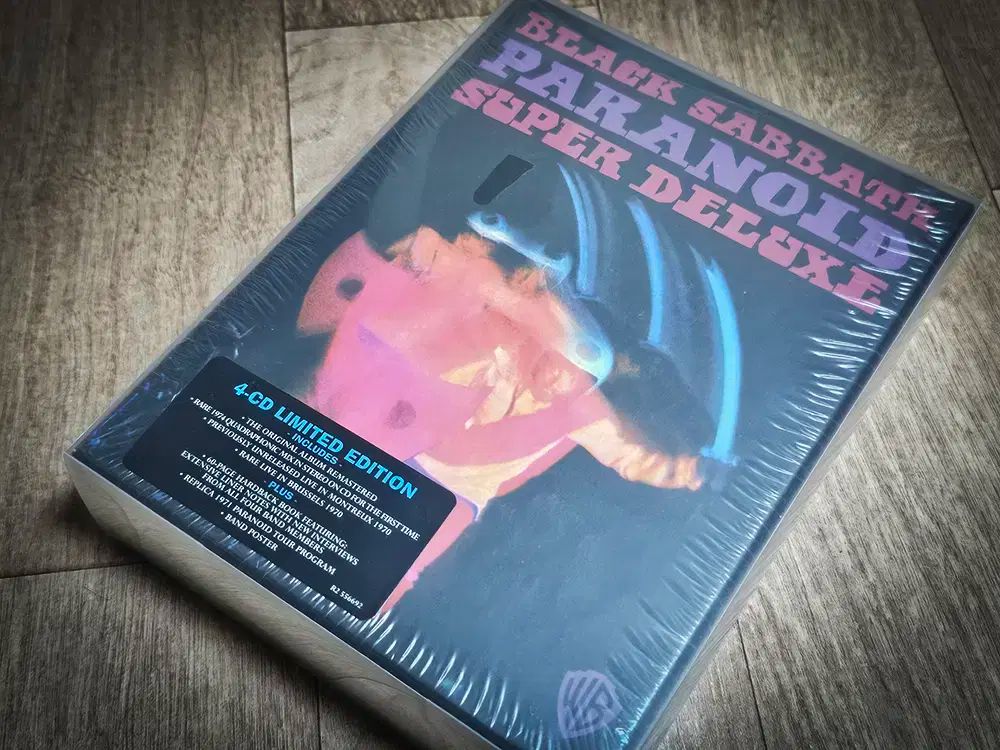 BLACK SABBATH
PARANOID
SUPER DELUXE
4-CD LIMITED EDITION
- INCLUDES -
• THE ORIGINAL ALBUM REMASTERED
• RARE 1974 QUADRAPHONIC MIX IN STEREO ON CD FOR THE FIRST TIME
• PREVIOUSLY UNRELEASED LIVE IN MONTREUX 1970
• RARE LIVE IN BRUSSELS 1970
- PLUS -
• 60-PAGE HARDBACK BOOK FEATURING:
EXTENSIVE LINER NOTES WITH NEW INTERVIEWS
FROM ALL FOUR BAND MEMBERS
• REPLICA 1971 PARANOID TOUR PROGRAM
• BAND POSTER
R2 556692